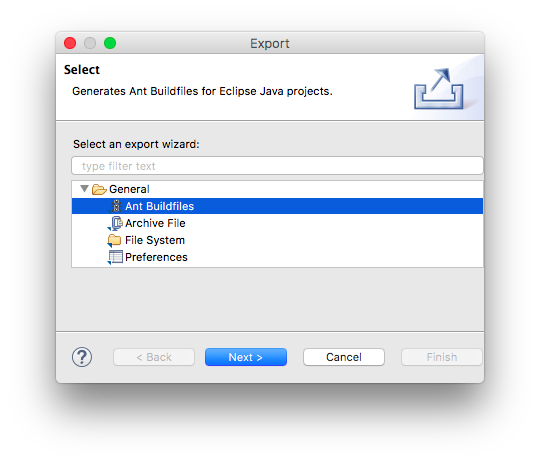 Export
Select
Generates Ant Buildfiles for Eclipse Java projects.
Select an export wizard:
type filter text
General
Ant Buildfiles
Archive File
File System
Preferences
? < Back Next > Cancel Finish